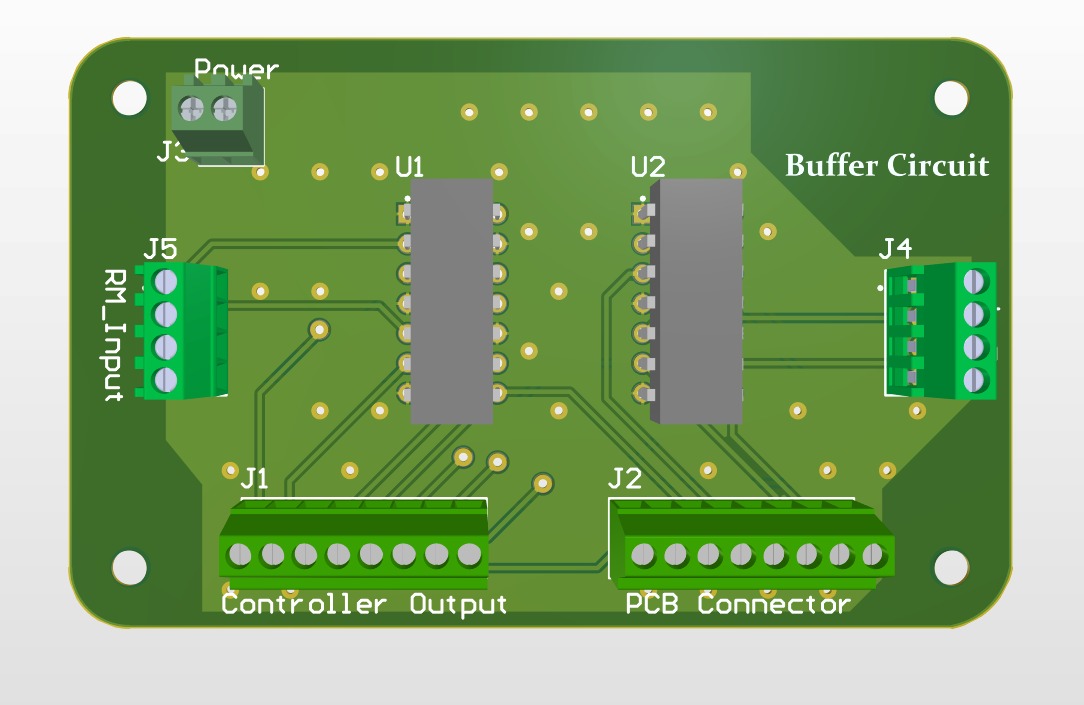 Power
J3
U1
U2
Buffer Circuit
J5
J4
RM_Input
J1
J2
Controller Output
PCB Connector